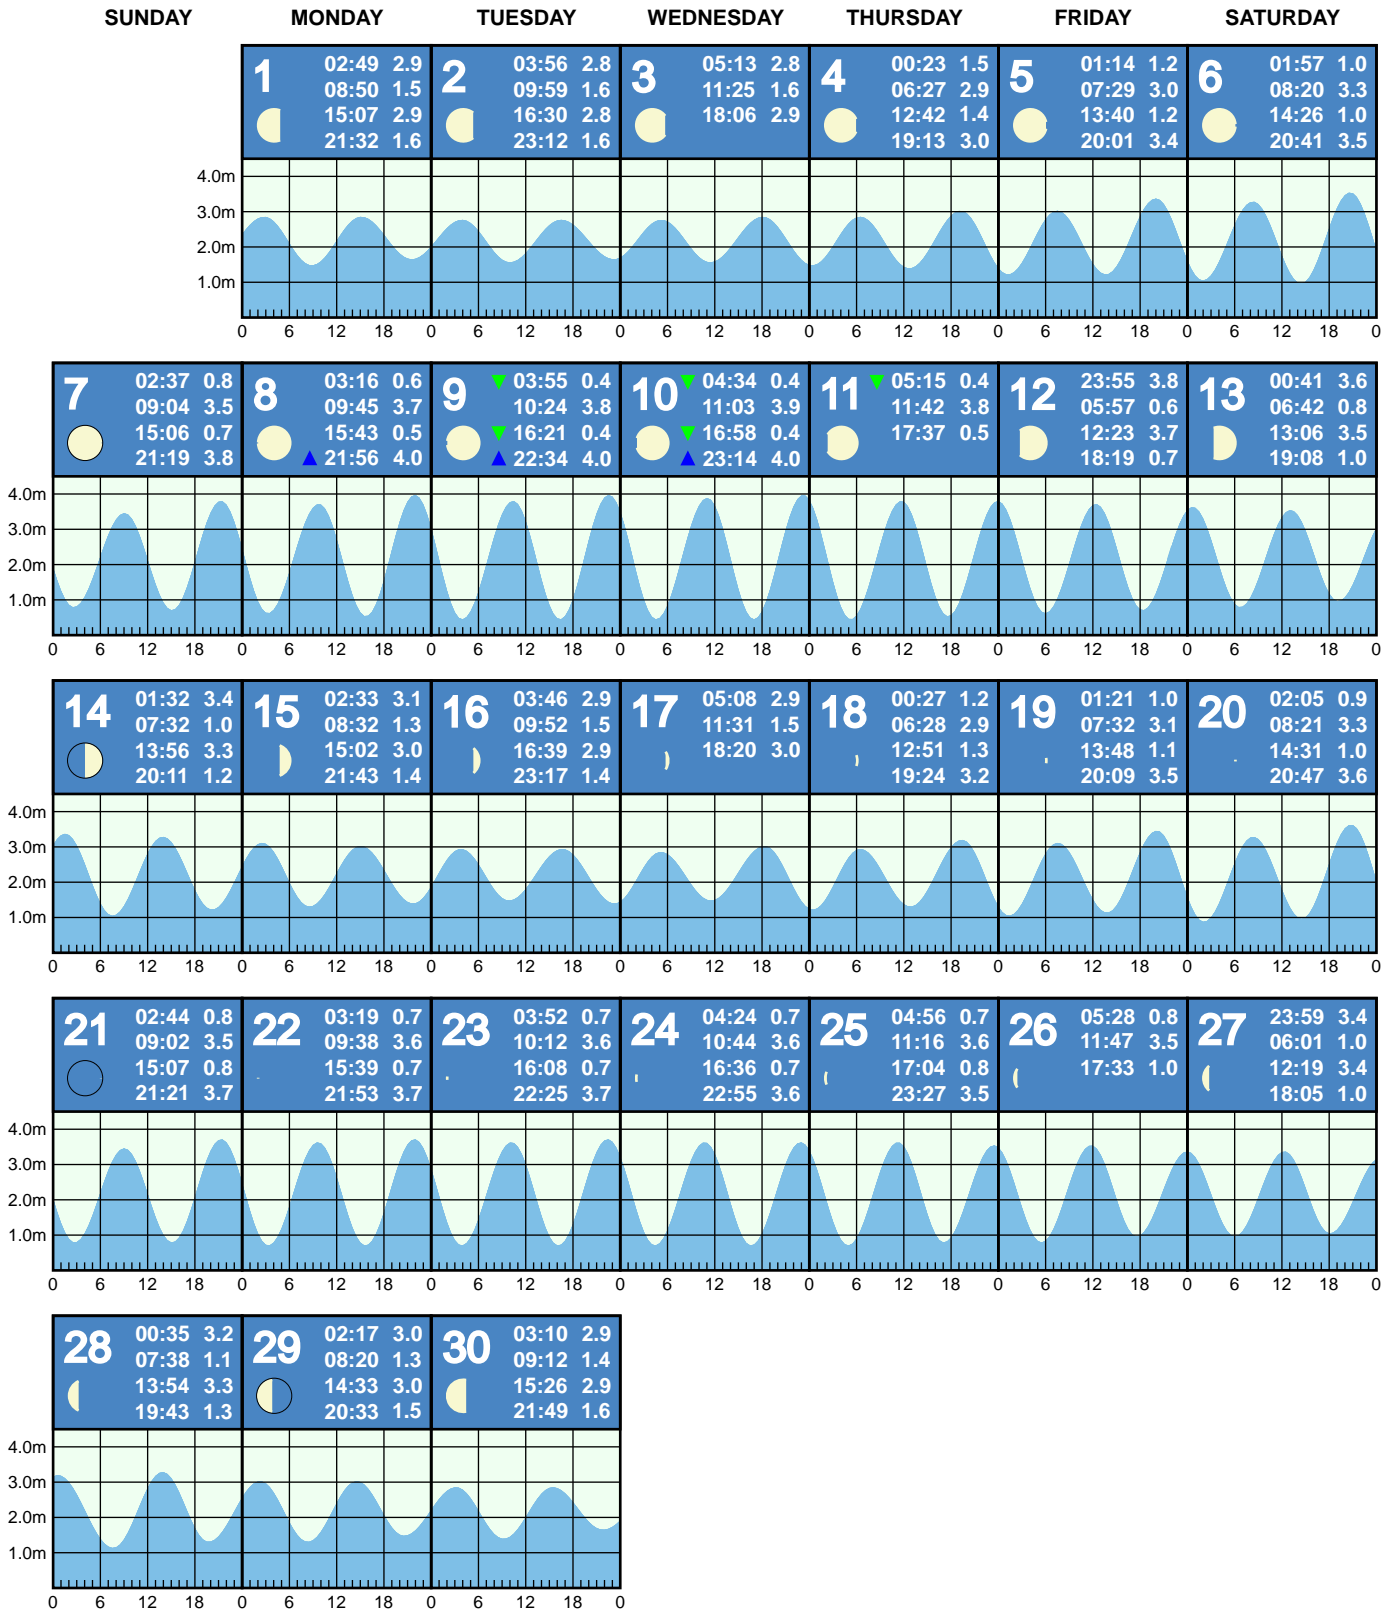 SUNDAY MONDAY TUESDAY WEDNESDAY THURSDAY FRIDAY SATURDAY
1 02:49 2.9 08:50 1.5 15:07 2.9 21:32 1.6
2 03:56 2.8 09:59 1.6 16:30 2.8 23:12 1.6
3 05:13 2.8 11:25 1.6 18:06 2.9
4 00:23 1.5 06:27 2.9 12:42 1.4 19:13 3.0
5 01:14 1.2 07:29 3.0 13:40 1.2 20:01 3.4
6 01:57 1.0 08:20 3.3 14:26 1.0 20:41 3.5
4.0m
3.0m
2.0m
1.0m
0 6 12 18 0 6 12 18 0 6 12 18 0 6 12 18 0 6 12 18 0 6 12 18 0
7 02:37 0.8 09:04 3.5 15:06 0.7 21:19 3.8
8 03:16 0.6 09:45 3.7 15:43 0.5 21:56 4.0
9 03:55 0.4 10:24 3.8 16:21 0.4 22:34 4.0
10 04:34 0.4 11:03 3.9 16:58 0.4 23:14 4.0
11 05:15 0.4 11:42 3.8 17:37 0.5
12 23:55 3.8 05:57 0.6 12:23 3.7 18:19 0.7
13 00:41 3.6 06:42 0.8 13:06 3.5 19:08 1.0
4.0m
3.0m
2.0m
1.0m
0 6 12 18 0 6 12 18 0 6 12 18 0 6 12 18 0 6 12 18 0 6 12 18 0 6 12 18 0
14 01:32 3.4 07:32 1.0 13:56 3.3 20:11 1.2
15 02:33 3.1 08:32 1.3 15:02 3.0 21:43 1.4
16 03:46 2.9 09:52 1.5 16:39 2.9 23:17 1.4
17 05:08 2.9 11:31 1.5 18:20 3.0
18 00:27 1.2 06:28 2.9 12:51 1.3 19:24 3.2
19 01:21 1.0 07:32 3.1 13:48 1.1 20:09 3.5
20 02:05 0.9 08:21 3.3 14:31 1.0 20:47 3.6
4.0m
3.0m
2.0m
1.0m
0 6 12 18 0 6 12 18 0 6 12 18 0 6 12 18 0 6 12 18 0 6 12 18 0 6 12 18 0
21 02:44 0.8 09:02 3.5 15:07 0.8 21:21 3.7
22 03:19 0.7 09:38 3.6 15:39 0.7 21:53 3.7
23 03:52 0.7 10:12 3.6 16:08 0.7 22:25 3.7
24 04:24 0.7 10:44 3.6 16:36 0.7 22:55 3.6
25 04:56 0.7 11:16 3.6 17:04 0.8 23:27 3.5
26 05:28 0.8 11:47 3.5 17:33 1.0
27 23:59 3.4 06:01 1.0 12:19 3.4 18:05 1.0
4.0m
3.0m
2.0m
1.0m
0 6 12 18 0 6 12 18 0 6 12 18 0 6 12 18 0 6 12 18 0 6 12 18 0 6 12 18 0
28 00:35 3.2 07:38 1.1 13:54 3.3 19:43 1.3
29 02:17 3.0 08:20 1.3 14:33 3.0 20:33 1.5
30 03:10 2.9 09:12 1.4 15:26 2.9 21:49 1.6
4.0m
3.0m
2.0m
1.0m
0 6 12 18 0 6 12 18 0 6 12 18 0